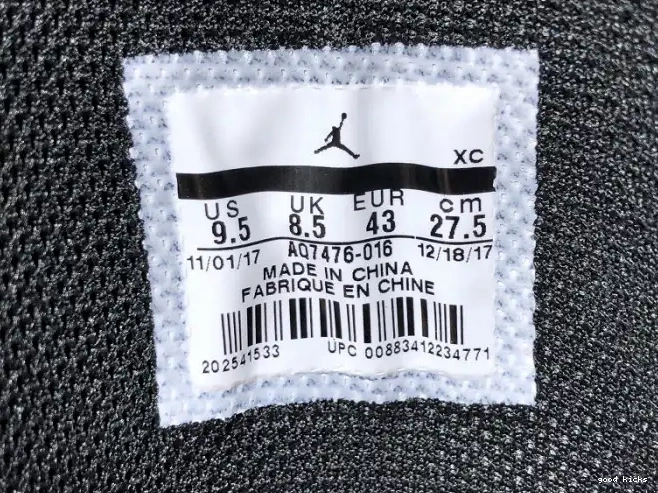 XC
US UK EUR cm
9.5 8.5 43 27.5
11/01/17 AQ7476-016 12/18/17
MADE IN CHINA
FABRIQUE EN CHINE
202541533 UPC 00883412234771
good kicks